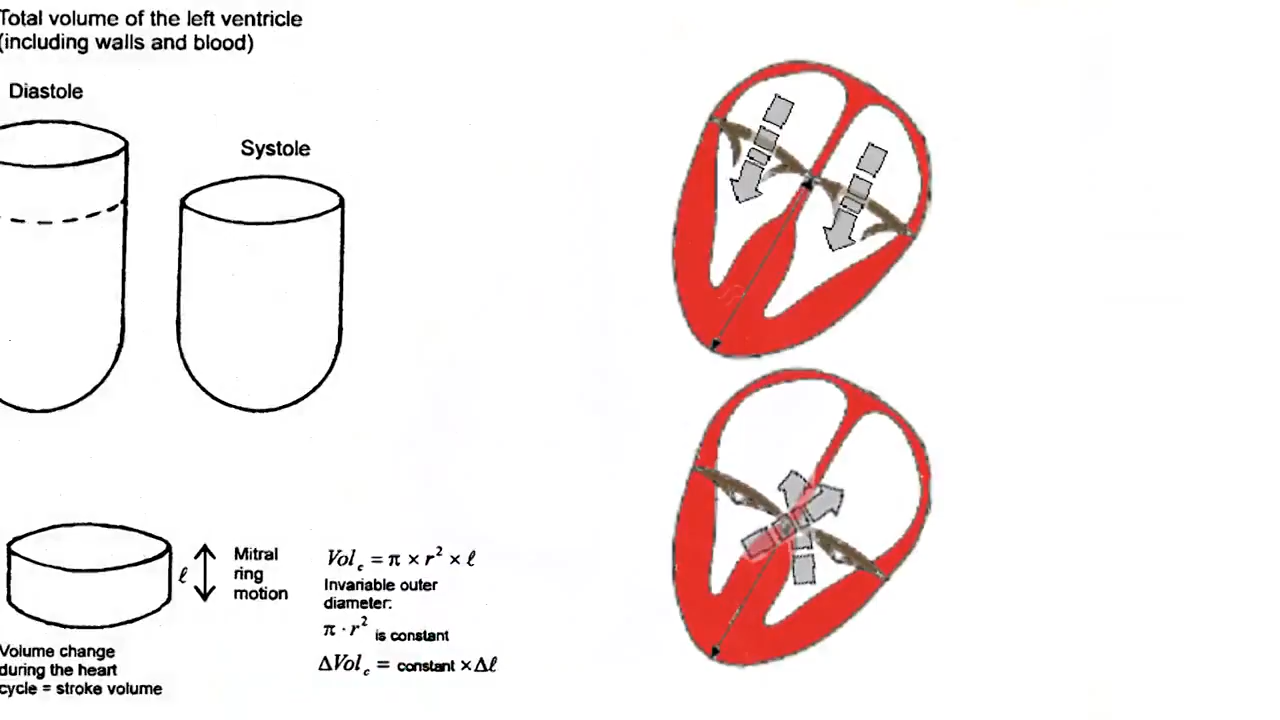 Total volume of the left ventricle
(including walls and blood)
Diastole
Systole
ℓ
Mitral
ring
motion
Vol c = π × r² × ℓ
Invariable outer
diameter:
π · r² is constant
ΔVol c = constant × Δℓ
Volume change
during the heart
cycle = stroke volume